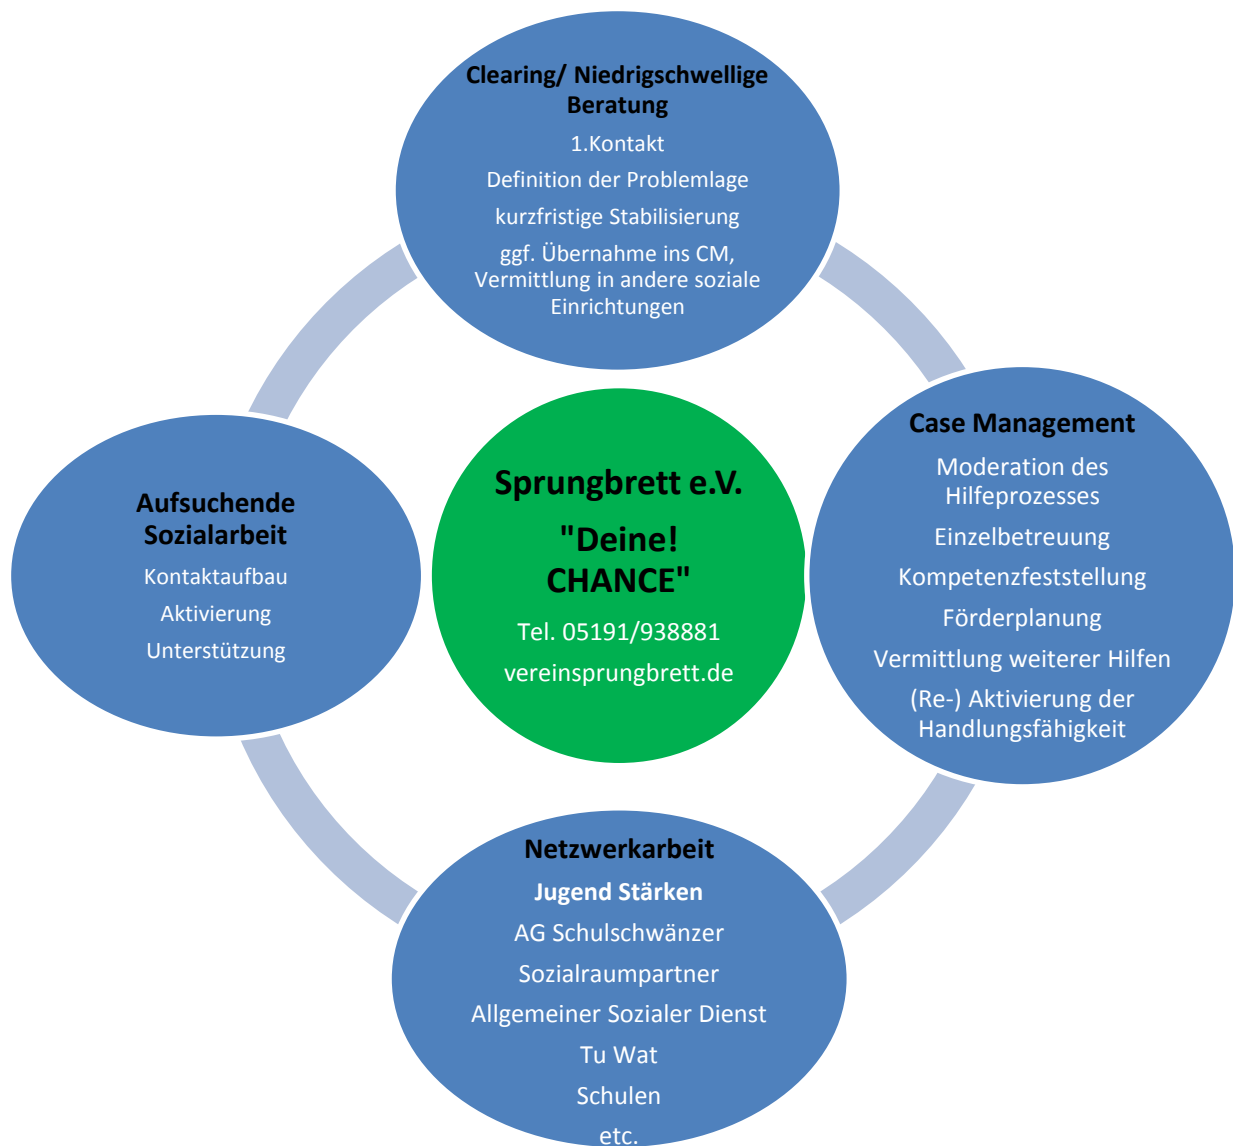 Clearing/ Niedrigschwellige
Beratung
1.Kontakt
Definition der Problemlage
kurzfristige Stabilisierung
ggf. Übernahme ins CM,
Vermittlung in andere soziale
Einrichtungen
Case Management
Moderation des
Hilfeprozesses
Einzelbetreuung
Kompetenzfeststellung
Förderplanung
Vermittlung weiterer Hilfen
(Re-) Aktivierung der
Handlungsfähigkeit
Netzwerkarbeit
Jugend Stärken
AG Schulschwänzer
Sozialraumpartner
Allgemeiner Sozialer Dienst
Tu Wat
Schulen
etc.
Aufsuchende
Sozialarbeit
Kontaktaufbau
Aktivierung
Unterstützung
Sprungbrett e.V.
"Deine!
CHANCE"
Tel. 05191/938881
vereinsprungbrett.de